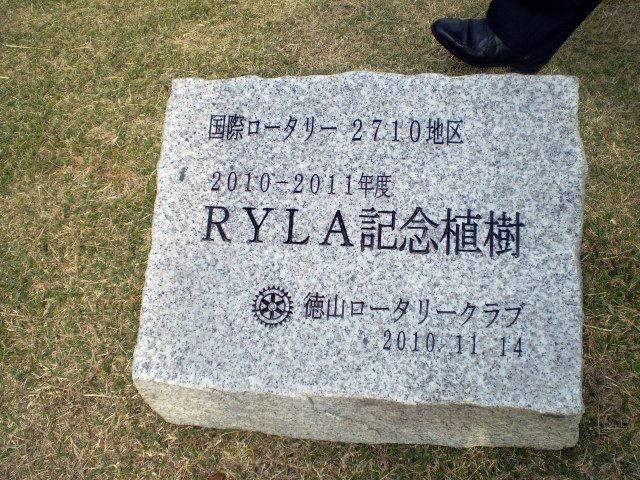 国際ロータリー 2710地区
2010-2011年度
RYLA記念植樹
徳山ロータリークラブ
2010.11.14